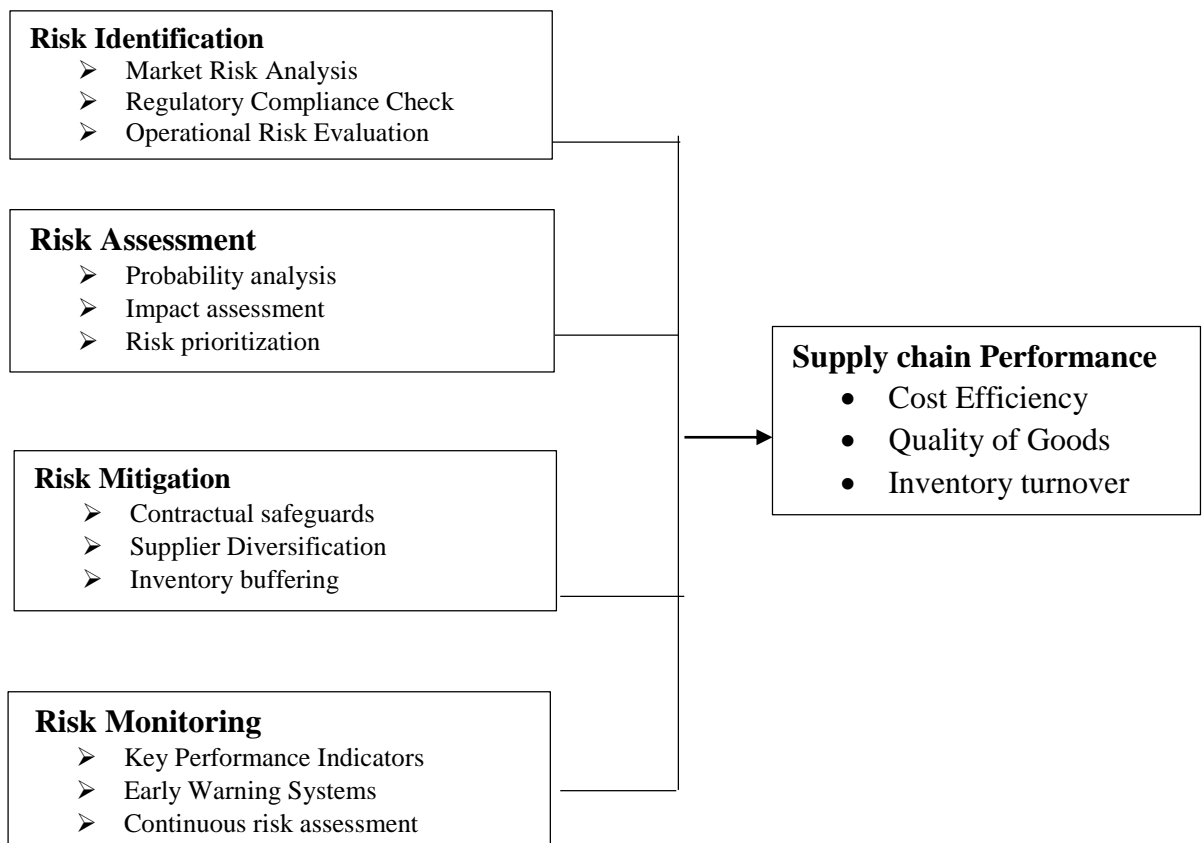 Risk Identification
➢ Market Risk Analysis
➢ Regulatory Compliance Check
➢ Operational Risk Evaluation
Risk Assessment
➢ Probability analysis
➢ Impact assessment
➢ Risk prioritization
Risk Mitigation
➢ Contractual safeguards
➢ Supplier Diversification
➢ Inventory buffering
Risk Monitoring
➢ Key Performance Indicators
➢ Early Warning Systems
➢ Continuous risk assessment
Supply chain Performance
• Cost Efficiency
• Quality of Goods
• Inventory turnover